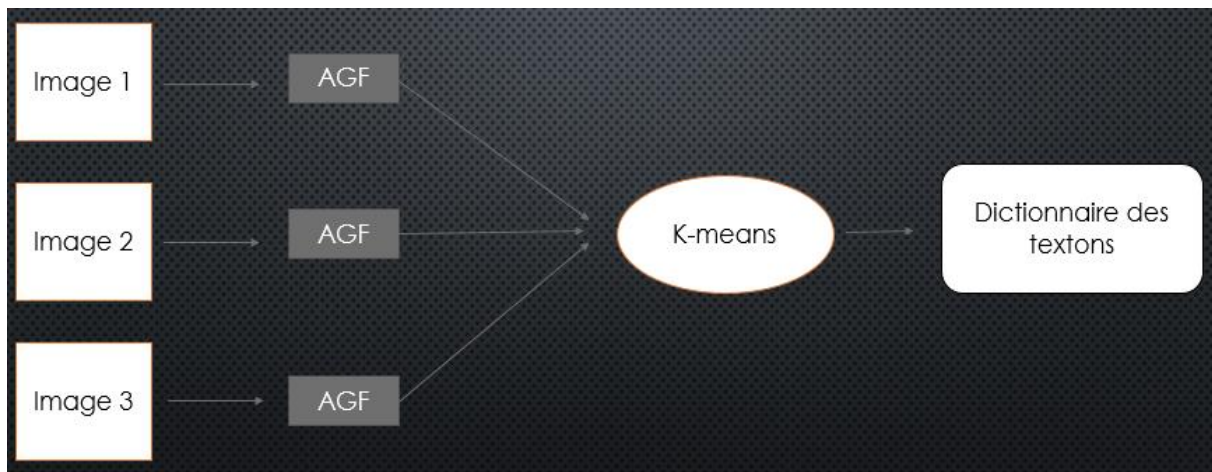 Image 1
AGF
Image 2
AGF
K-means
Dictionnaire des
textons
Image 3
AGF